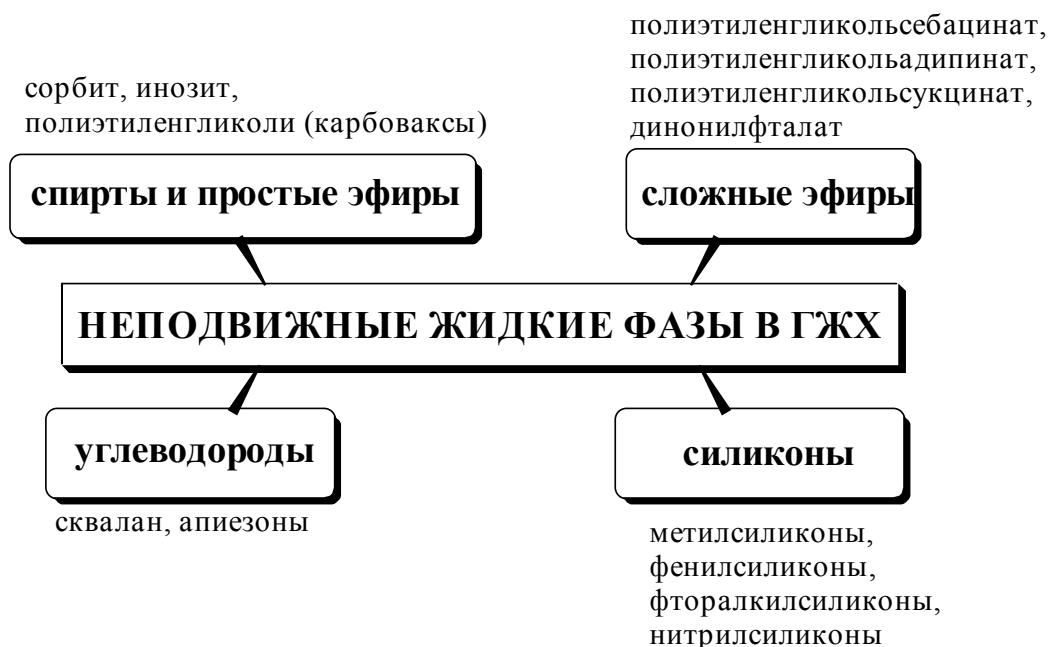 сорбит, инозит,
полиэтиленгликоли (карбоваксы)
спирты и простые эфиры
полиэтиленгликольсебацинат,
полиэтиленгликольадипинат,
полиэтиленгликольсукцинат,
динонилфталат
сложные эфиры
НЕПОДВИЖНЫЕ ЖИДКИЕ ФАЗЫ В ГЖХ
углеводороды
сквалан, апиезоны
силиконы
метилсиликоны,
фенилсиликоны,
фторалкилсиликоны,
нитрилсиликоны